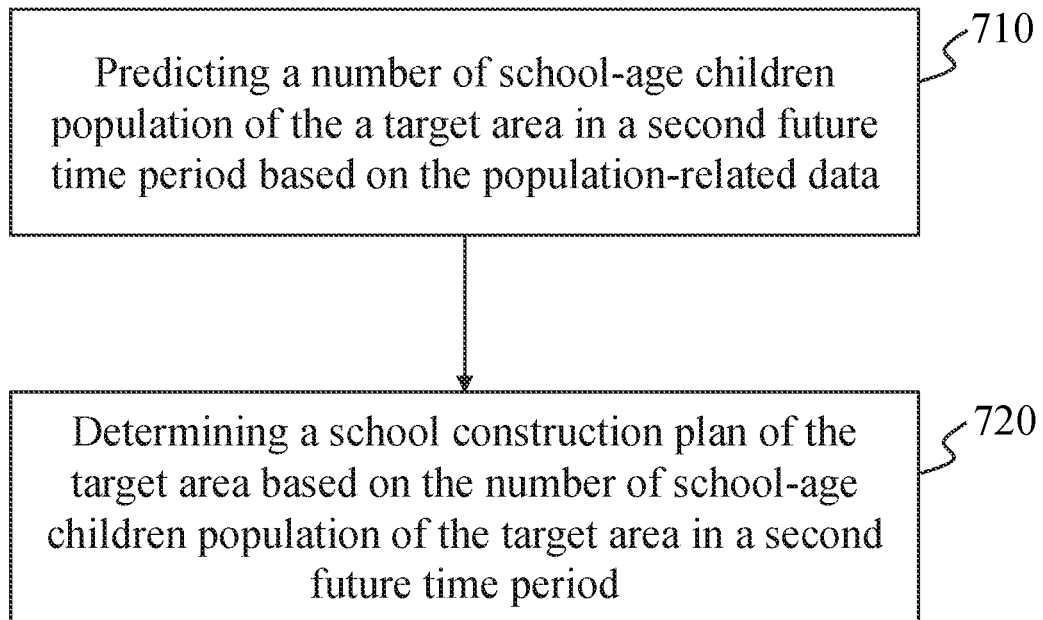 710
Predicting a number of school-age children
population of the a target area in a second future
time period based on the population-related data
720
Determining a school construction plan of the
target area based on the number of school-age
children population of the target area in a second
future time period